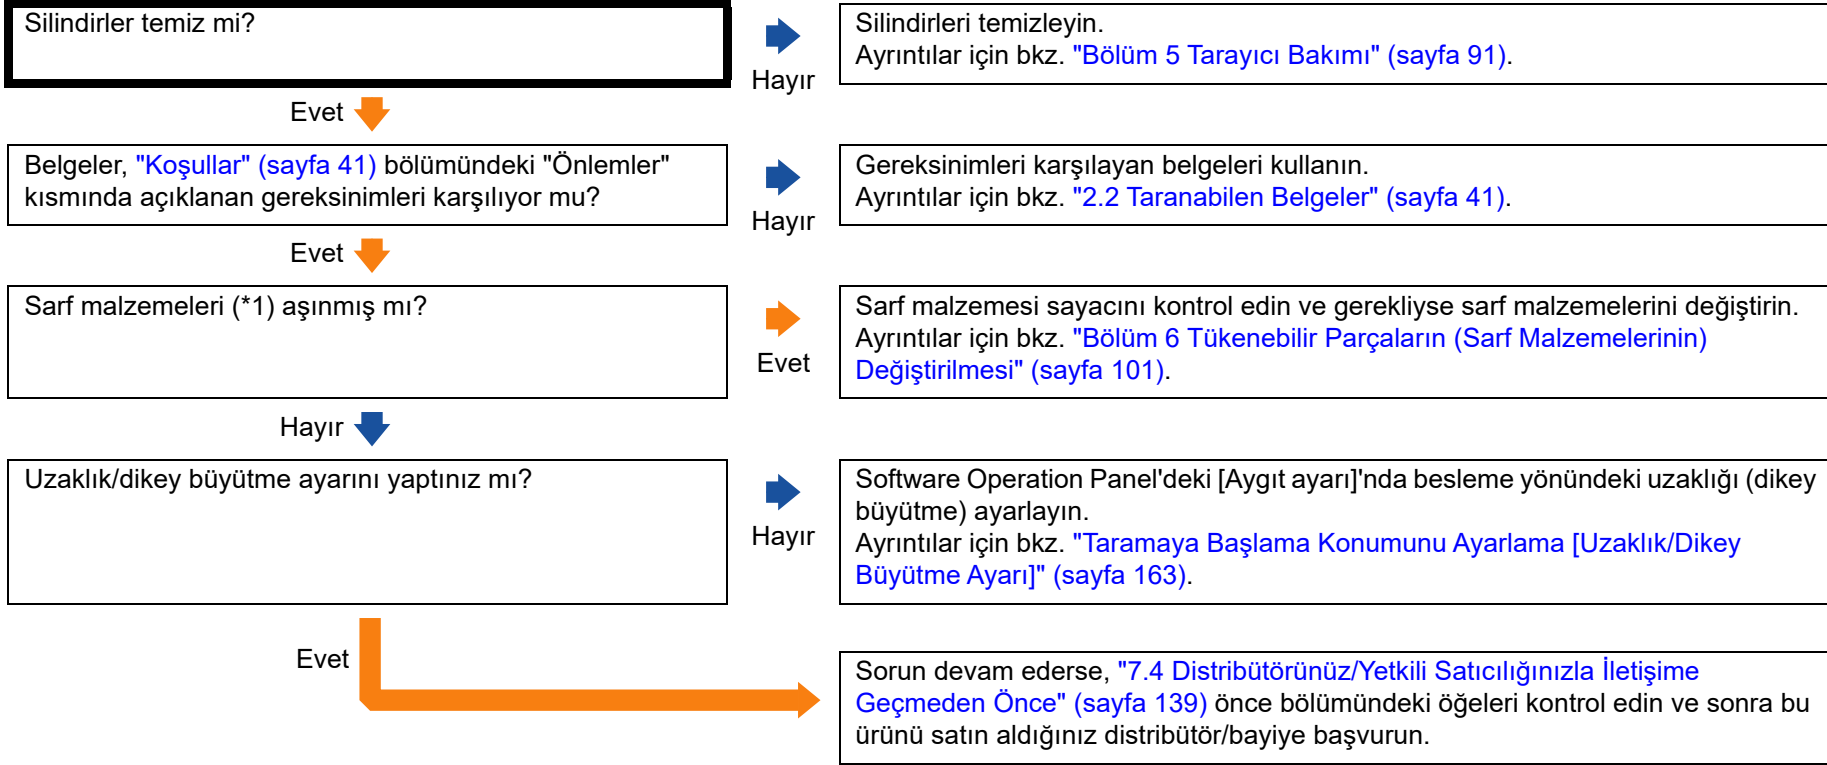 Silindirler temiz mi?
Hayır
Silindirleri temizleyin.
Ayrıntılar için bkz. "Bölüm 5 Tarayıcı Bakımı" (sayfa 91).
Evet
Belgeler, "Koşullar" (sayfa 41) bölümündeki "Önlemler"
kısmında açıklanan gereksinimleri karşılıyor mu?
Hayır
Gereksinimleri karşılayan belgeleri kullanın.
Ayrıntılar için bkz. "2.2 Taranabilen Belgeler" (sayfa 41).
Evet
Sarf malzemeleri (*1) aşınmış mı?
Evet
Sarf malzemesi sayacını kontrol edin ve gerekliyse sarf malzemelerini değiştirin.
Ayrıntılar için bkz. "Bölüm 6 Tükenebilir Parçaların (Sarf Malzemelerinin)
Değiştirilmesi" (sayfa 101).
Hayır
Uzaklık/dikey büyütme ayarını yaptınız mı?
Hayır
Software Operation Panel'deki [Aygıt ayarı]'nda besleme yönündeki uzaklığı (dikey
büyütme) ayarlayın.
Ayrıntılar için bkz. "Taramaya Başlama Konumunu Ayarlama [Uzaklık/Dikey
Büyütme Ayarı]" (sayfa 163).
Evet
Sorun devam ederse, "7.4 Distribütörünüz/Yetkili Satıcılığınızla İletişime
Geçmeden Önce" (sayfa 139) önce bölümündeki öğeleri kontrol edin ve sonra bu
ürünü satın aldığınız distribütör/bayiye başvurun.